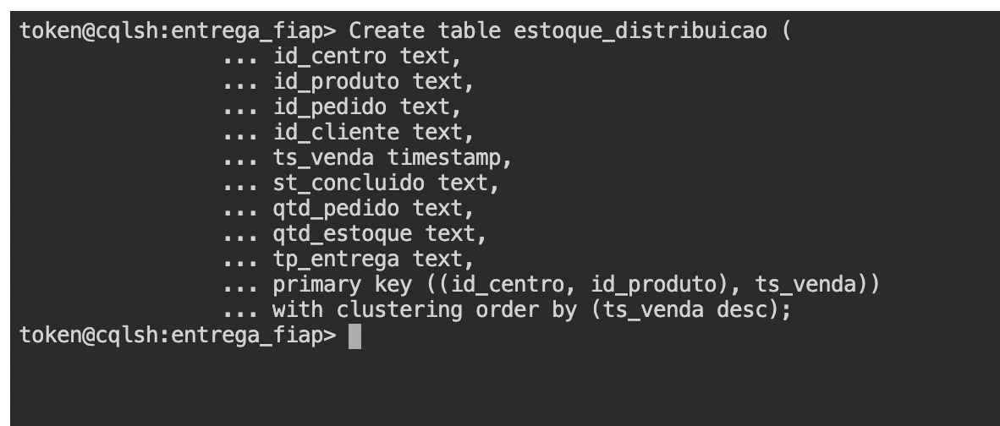 token@cqlsh:entrega_fiap> Create table estoque_distribuicao (
... id_centro text,
... id_produto text,
... id_pedido text,
... id_cliente text,
... ts_venda timestamp,
... st_concluido text,
... qtd_pedido text,
... qtd_estoque text,
... tp_entrega text,
... primary key ((id_centro, id_produto), ts_venda))
... with clustering order by (ts_venda desc);
token@cqlsh:entrega_fiap>